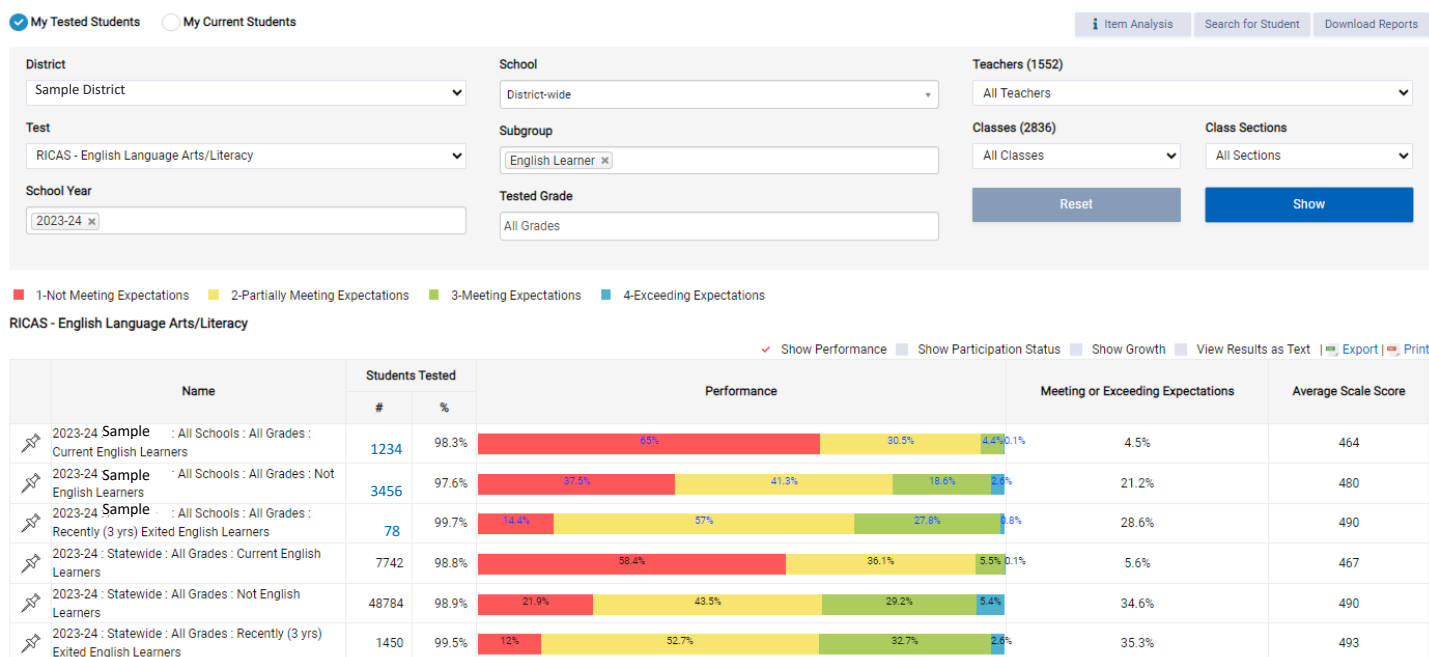 My Tested Students My Current Students
Item Analysis Search for Student Download Reports
District School Teachers (1552)
Sample District District-wide All Teachers
Test Subgroup Classes (2836) Class Sections
RICAS - English Language Arts/Literacy English Learner × All Classes All Sections
School Year Tested Grade Reset Show
2023-24 × All Grades
1-Not Meeting Expectations 2-Partially Meeting Expectations 3-Meeting Expectations 4-Exceeding Expectations
RICAS - English Language Arts/Literacy
Show Performance Show Participation Status Show Growth View Results as Text | Export | Print
Name Students Tested Performance Meeting or Exceeding Expectations Average Scale Score
# %
2023-24 Sample : All Schools : All Grades :
Current English Learners
1234 98.3% 65% 30.5% 4.4% 0.1% 4.5% 464
2023-24 Sample : All Schools : All Grades : Not
English Learners
3456 97.6% 37.5% 41.3% 18.6% 2.6% 21.2% 480
2023-24 Sample : All Schools : All Grades :
Recently (3 yrs) Exited English Learners
78 99.7% 14.4% 57% 27.8% 0.8% 28.6% 490
2023-24 : Statewide : All Grades : Current English
Learners
7742 98.8% 58.4% 36.1% 5.5% 0.1% 5.6% 467
2023-24 : Statewide : All Grades : Not English
Learners
48784 98.9% 21.9% 43.5% 29.2% 5.4% 34.6% 490
2023-24 : Statewide : All Grades : Recently (3 yrs)
Exited English Learners
1450 99.5% 12% 52.7% 32.7% 2.6% 35.3% 493